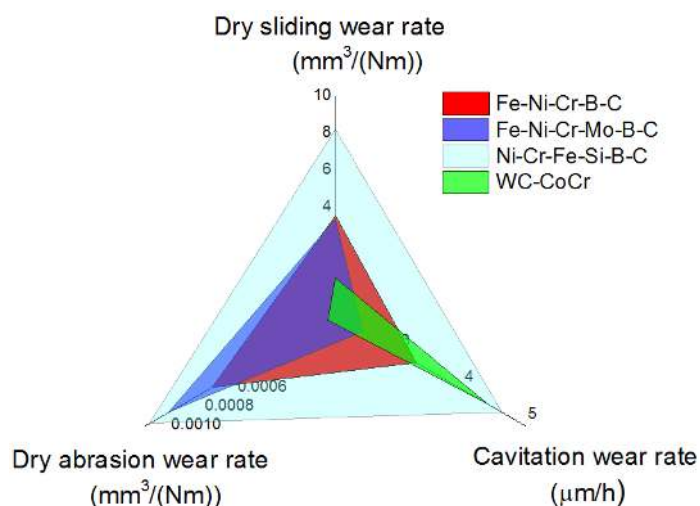 Dry sliding wear rate
(mm³/(Nm))
10
8
6
4
Fe-Ni-Cr-B-C
Fe-Ni-Cr-Mo-B-C
Ni-Cr-Fe-Si-B-C
WC-CoCr
4
5
0.0006
0.0008
0.0010
Dry abrasion wear rate
(mm³/(Nm))
Cavitation wear rate
(μm/h)